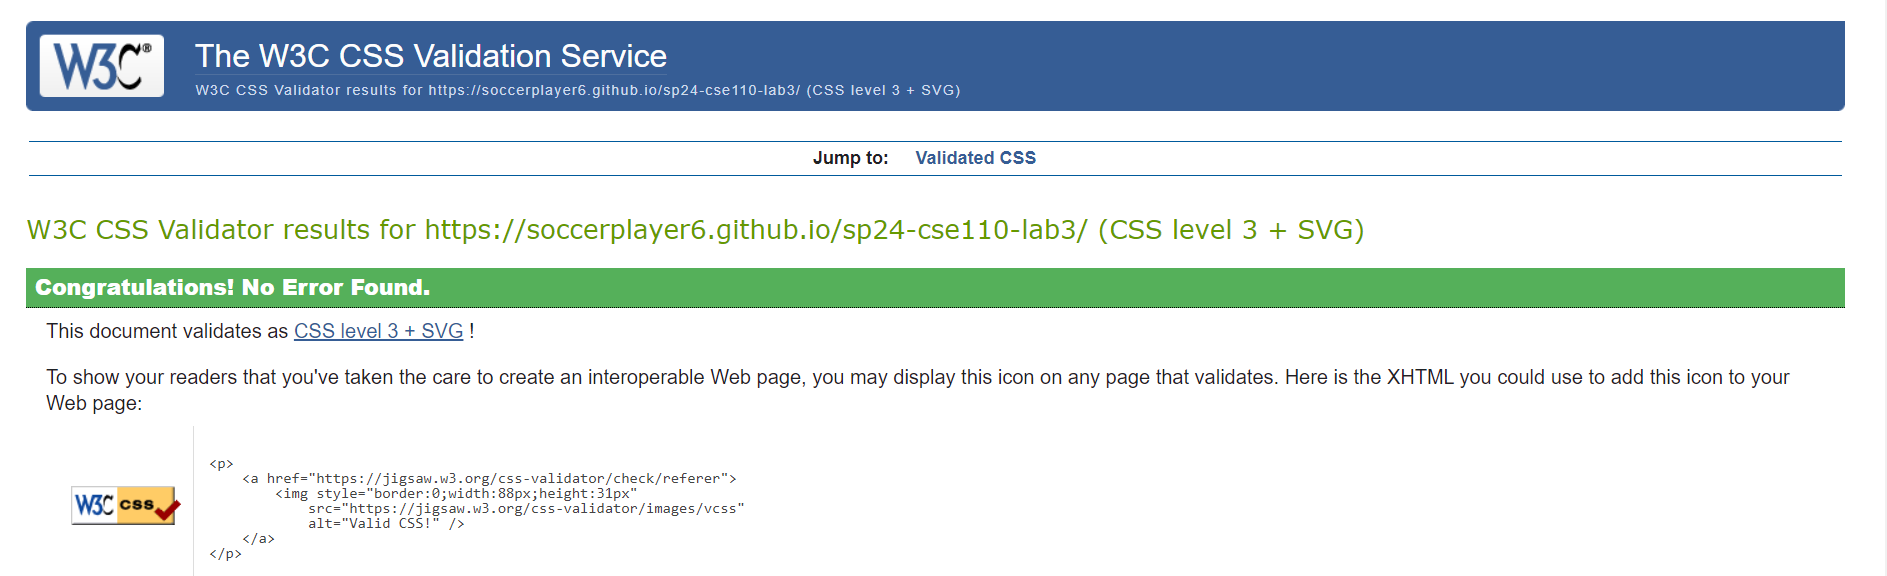 W3C®
The W3C CSS Validation Service
W3C CSS Validator results for https://soccerplayer6.github.io/sp24-cse110-lab3/ (CSS level 3 + SVG)
Jump to: Validated CSS
W3C CSS Validator results for https://soccerplayer6.github.io/sp24-cse110-lab3/ (CSS level 3 + SVG)
Congratulations! No Error Found.
This document validates as CSS level 3 + SVG !
To show your readers that you've taken the care to create an interoperable Web page, you may display this icon on any page that validates. Here is the XHTML you could use to add this icon to your
Web page:
W3C css
<p>
    <a href="https://jigsaw.w3.org/css-validator/check/referer">
        <img style="border:0;width:88px;height:31px"
            src="https://jigsaw.w3.org/css-validator/images/vcss"
            alt="Valid CSS!" />
    </a>
</p>